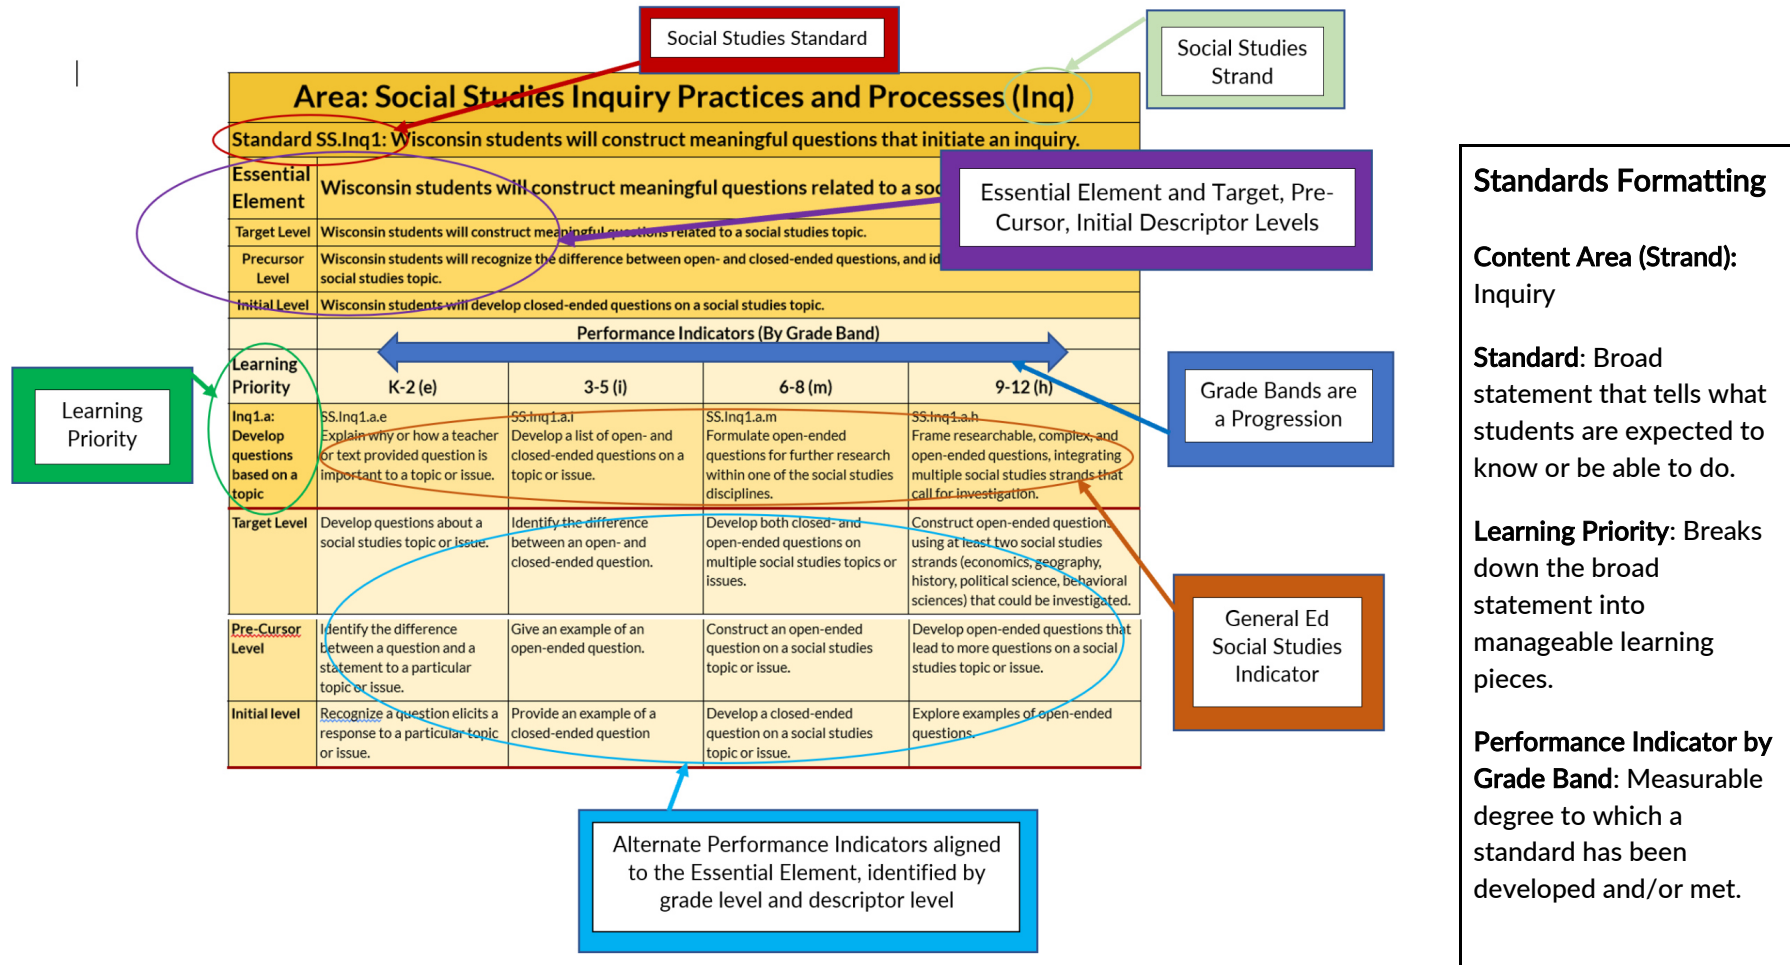 Social Studies Standard
Social Studies
Strand
Area: Social Studies Inquiry Practices and Processes (Inq)
Standard SS.Inq1: Wisconsin students will construct meaningful questions that initiate an inquiry.
Essential
Element
Wisconsin students will construct meaningful questions related to a soc
Essential Element and Target, Pre-
Cursor, Initial Descriptor Levels
Target Level
Wisconsin students will construct meaningful questions related to a social studies topic.
Precursor
Level
Wisconsin students will recognize the difference between open- and closed-ended questions, and id
social studies topic.
Initial Level
Wisconsin students will develop closed-ended questions on a social studies topic.
Performance Indicators (By Grade Band)
Learning
Priority
K-2 (e)
3-5 (i)
6-8 (m)
9-12 (h)
Learning
Priority
Grade Bands are
a Progression
Inq1.a:
Develop
questions
based on a
topic
SS.Inq1.a.e
Explain why or how a teacher
or text provided question is
important to a topic or issue.
SS.Inq1.a.i
Develop a list of open- and
closed-ended questions on a
topic or issue.
SS.Inq1.a.m
Formulate open-ended
questions for further research
within one of the social studies
disciplines.
SS.Inq1.a.h
Frame researchable, complex, and
open-ended questions, integrating
multiple social studies strands that
call for investigation.
Target Level
Develop questions about a
social studies topic or issue.
Identify the difference
between an open- and
closed-ended question.
Develop both closed- and
open-ended questions on
multiple social studies topics or
issues.
Construct open-ended questions
using at least two social studies
strands (economics, geography,
history, political science, behavioral
sciences) that could be investigated.
General Ed
Social Studies
Indicator
Pre-Cursor
Level
Identify the difference
between a question and a
statement to a particular
topic or issue.
Give an example of an
open-ended question.
Construct an open-ended
question on a social studies
topic or issue.
Develop open-ended questions that
lead to more questions on a social
studies topic or issue.
Initial level
Recognize a question elicits a
response to a particular topic
or issue.
Provide an example of a
closed-ended question
Develop a closed-ended
question on a social studies
topic or issue.
Explore examples of open-ended
questions.
Alternate Performance Indicators aligned
to the Essential Element, identified by
grade level and descriptor level
Standards Formatting
Content Area (Strand):
Inquiry
Standard: Broad
statement that tells what
students are expected to
know or be able to do.
Learning Priority: Breaks
down the broad
statement into
manageable learning
pieces.
Performance Indicator by
Grade Band: Measurable
degree to which a
standard has been
developed and/or met.